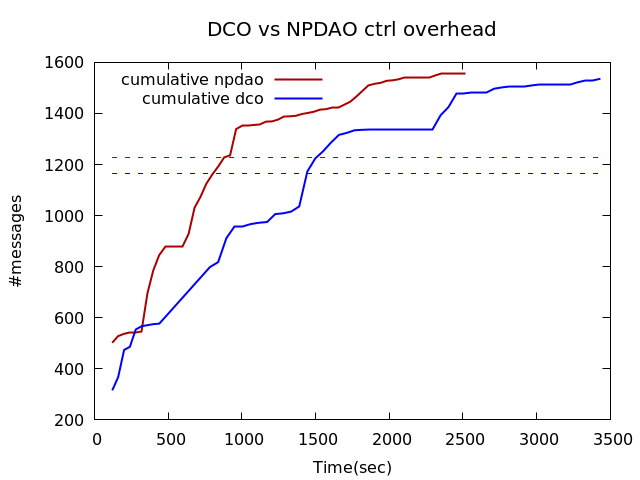 DCO vs NPDAO ctrl overhead
cumulative npdao
cumulative dco
#messages
1600
1400
1200
1000
800
600
400
200
0 500 1000 1500 2000 2500 3000 3500
Time(sec)